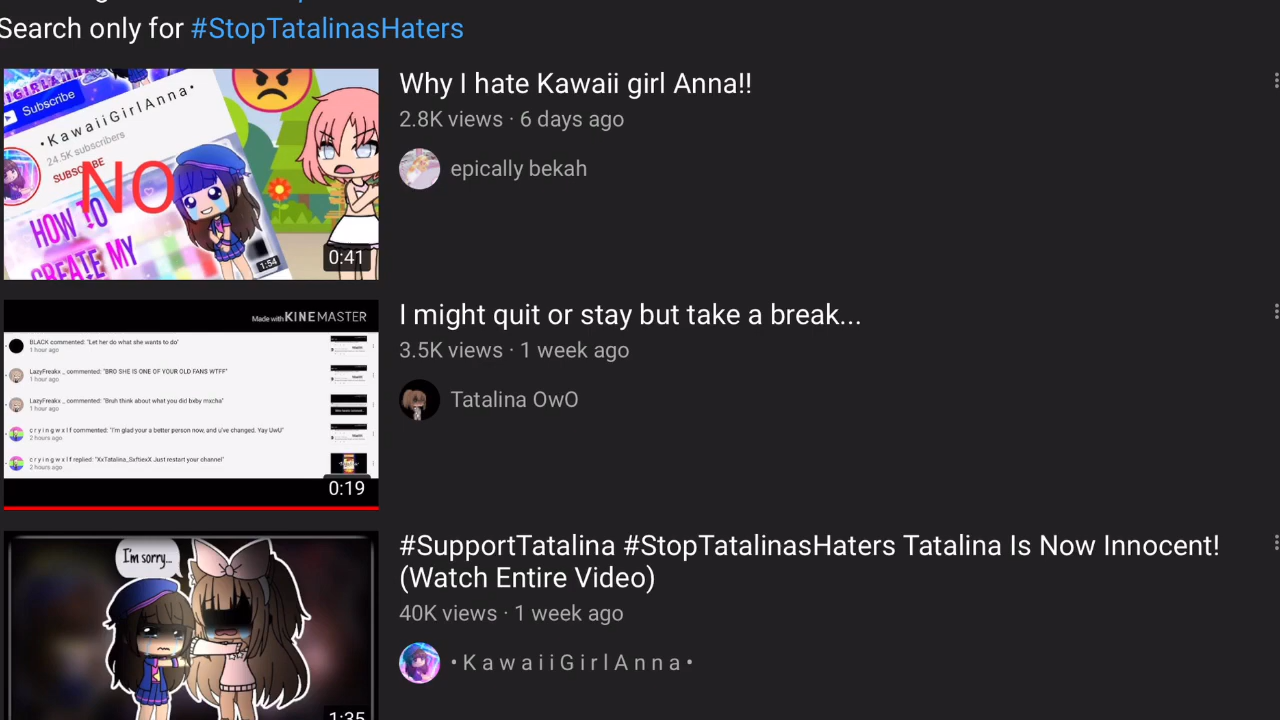 Search only for #StopTatalinasHaters
Subscribe
•KawaiiGirlAnna•
24.5K subscribers
SUBSCRIBE
NO
HOW TO
CREATE MY
1:54
0:41
Why I hate Kawaii girl Anna!!
2.8K views · 6 days ago
epically bekah
Made with KINEMASTER
BLACK commented: "Let her do what she wants to do"
1 hour ago
LazyFreakx_ commented: "BRO SHE IS ONE OF YOUR OLD FANS WTFF"
1 hour ago
LazyFreakx_ commented: "Bruh think about what you did bxby mxcha"
1 hour ago
c r y i n g w x l f commented: "I'm glad your a better person now, and u've changed. Yay UwU"
2 hours ago
c r y i n g w x l f replied: "XxTatalina_SxftiexX Just restart your channel"
2 hours ago
0:19
I might quit or stay but take a break...
3.5K views · 1 week ago
Tatalina OwO
I'm sorry...
1:35
#SupportTatalina #StopTatalinasHaters Tatalina Is Now Innocent!
(Watch Entire Video)
40K views · 1 week ago
• K a w a i i G i r l A n n a •